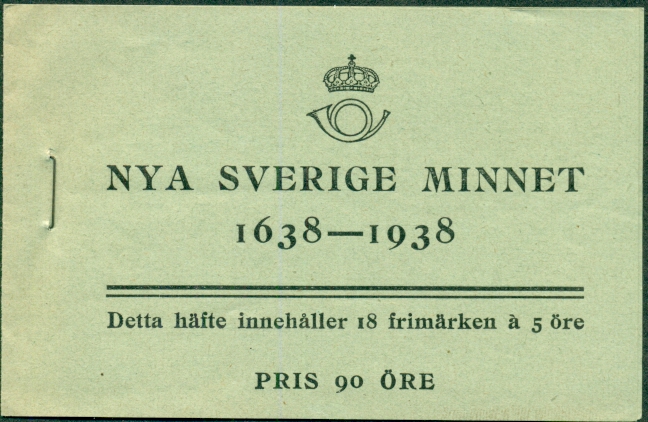 NYA SVERIGE MINNET
1638—1938
Detta häfte innehåller 18 frimärken à 5 öre
PRIS 90 ÖRE